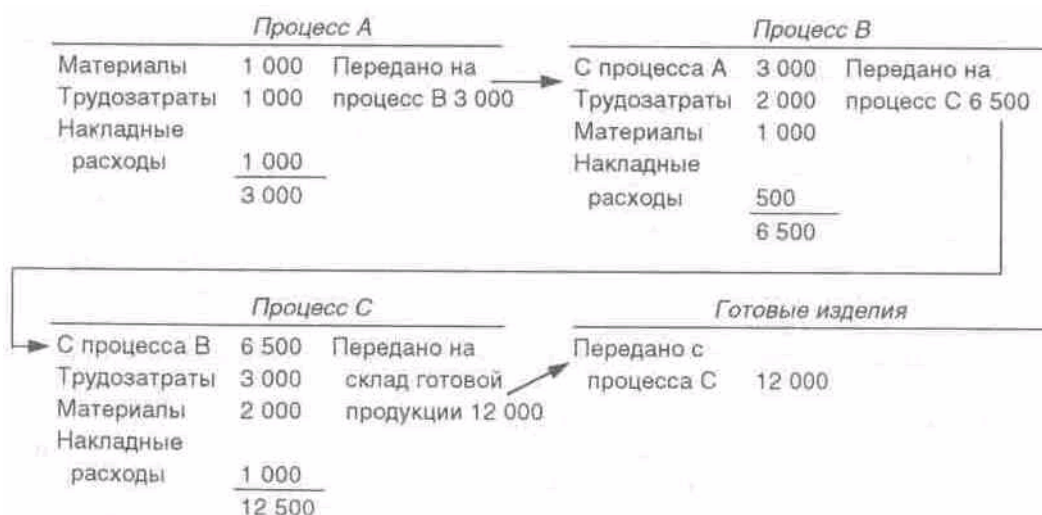 Процесс А
Материалы 1 000 Передано на
Трудозатраты 1 000 процесс В 3 000
Накладные
расходы 1 000
3 000
Процесс В
С процесса А 3 000 Передано на
Трудозатраты 2 000 процесс С 6 500
Материалы 1 000
Накладные
расходы 500
6 500
Процесс С
С процесса В 6 500 Передано на
Трудозатраты 3 000 склад готовой
Материалы 2 000 продукции 12 000
Накладные
расходы 1 000
12 500
Готовые изделия
Передано с
процесса С 12 000